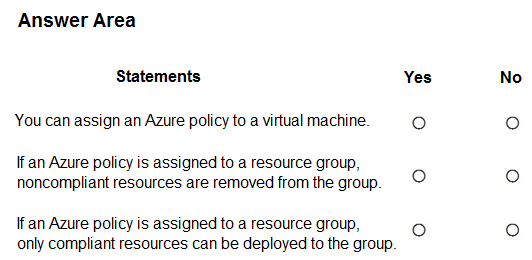 Answer Area
Statements Yes No
You can assign an Azure policy to a virtual machine.
If an Azure policy is assigned to a resource group,
noncompliant resources are removed from the group.
If an Azure policy is assigned to a resource group,
only compliant resources can be deployed to the group.